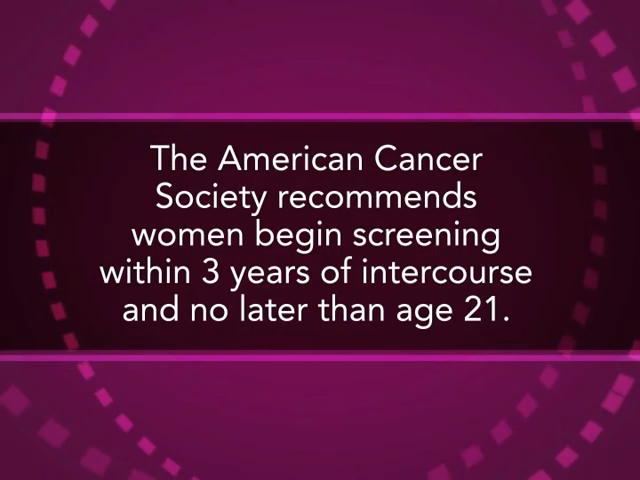 The American Cancer
Society recommends
women begin screening
within 3 years of intercourse
and no later than age 21.